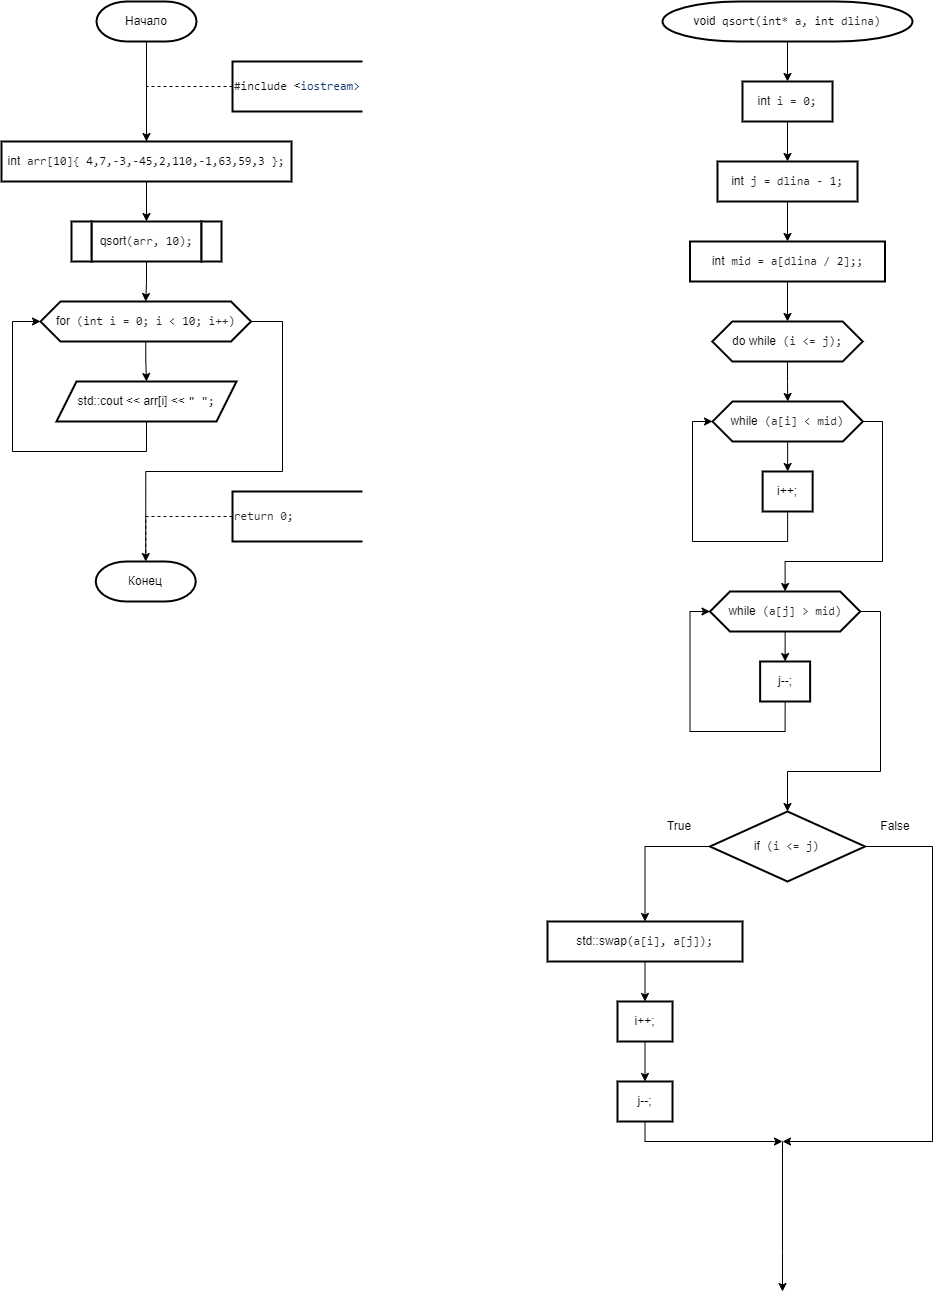 Начало
#include <iostream>
int arr[10]{ 4,7,-3,-45,2,110,-1,63,59,3 };
qsort(arr, 10);
for (int i = 0; i < 10; i++)
std::cout << arr[i] << " ";
return 0;
Конец
void qsort(int* a, int dlina)
int i = 0;
int j = dlina - 1;
int mid = a[dlina / 2];;
do while (i <= j);
while (a[i] < mid)
i++;
while (a[j] > mid)
j--;
True
False
if (i <= j)
std::swap(a[i], a[j]);
i++;
j--;